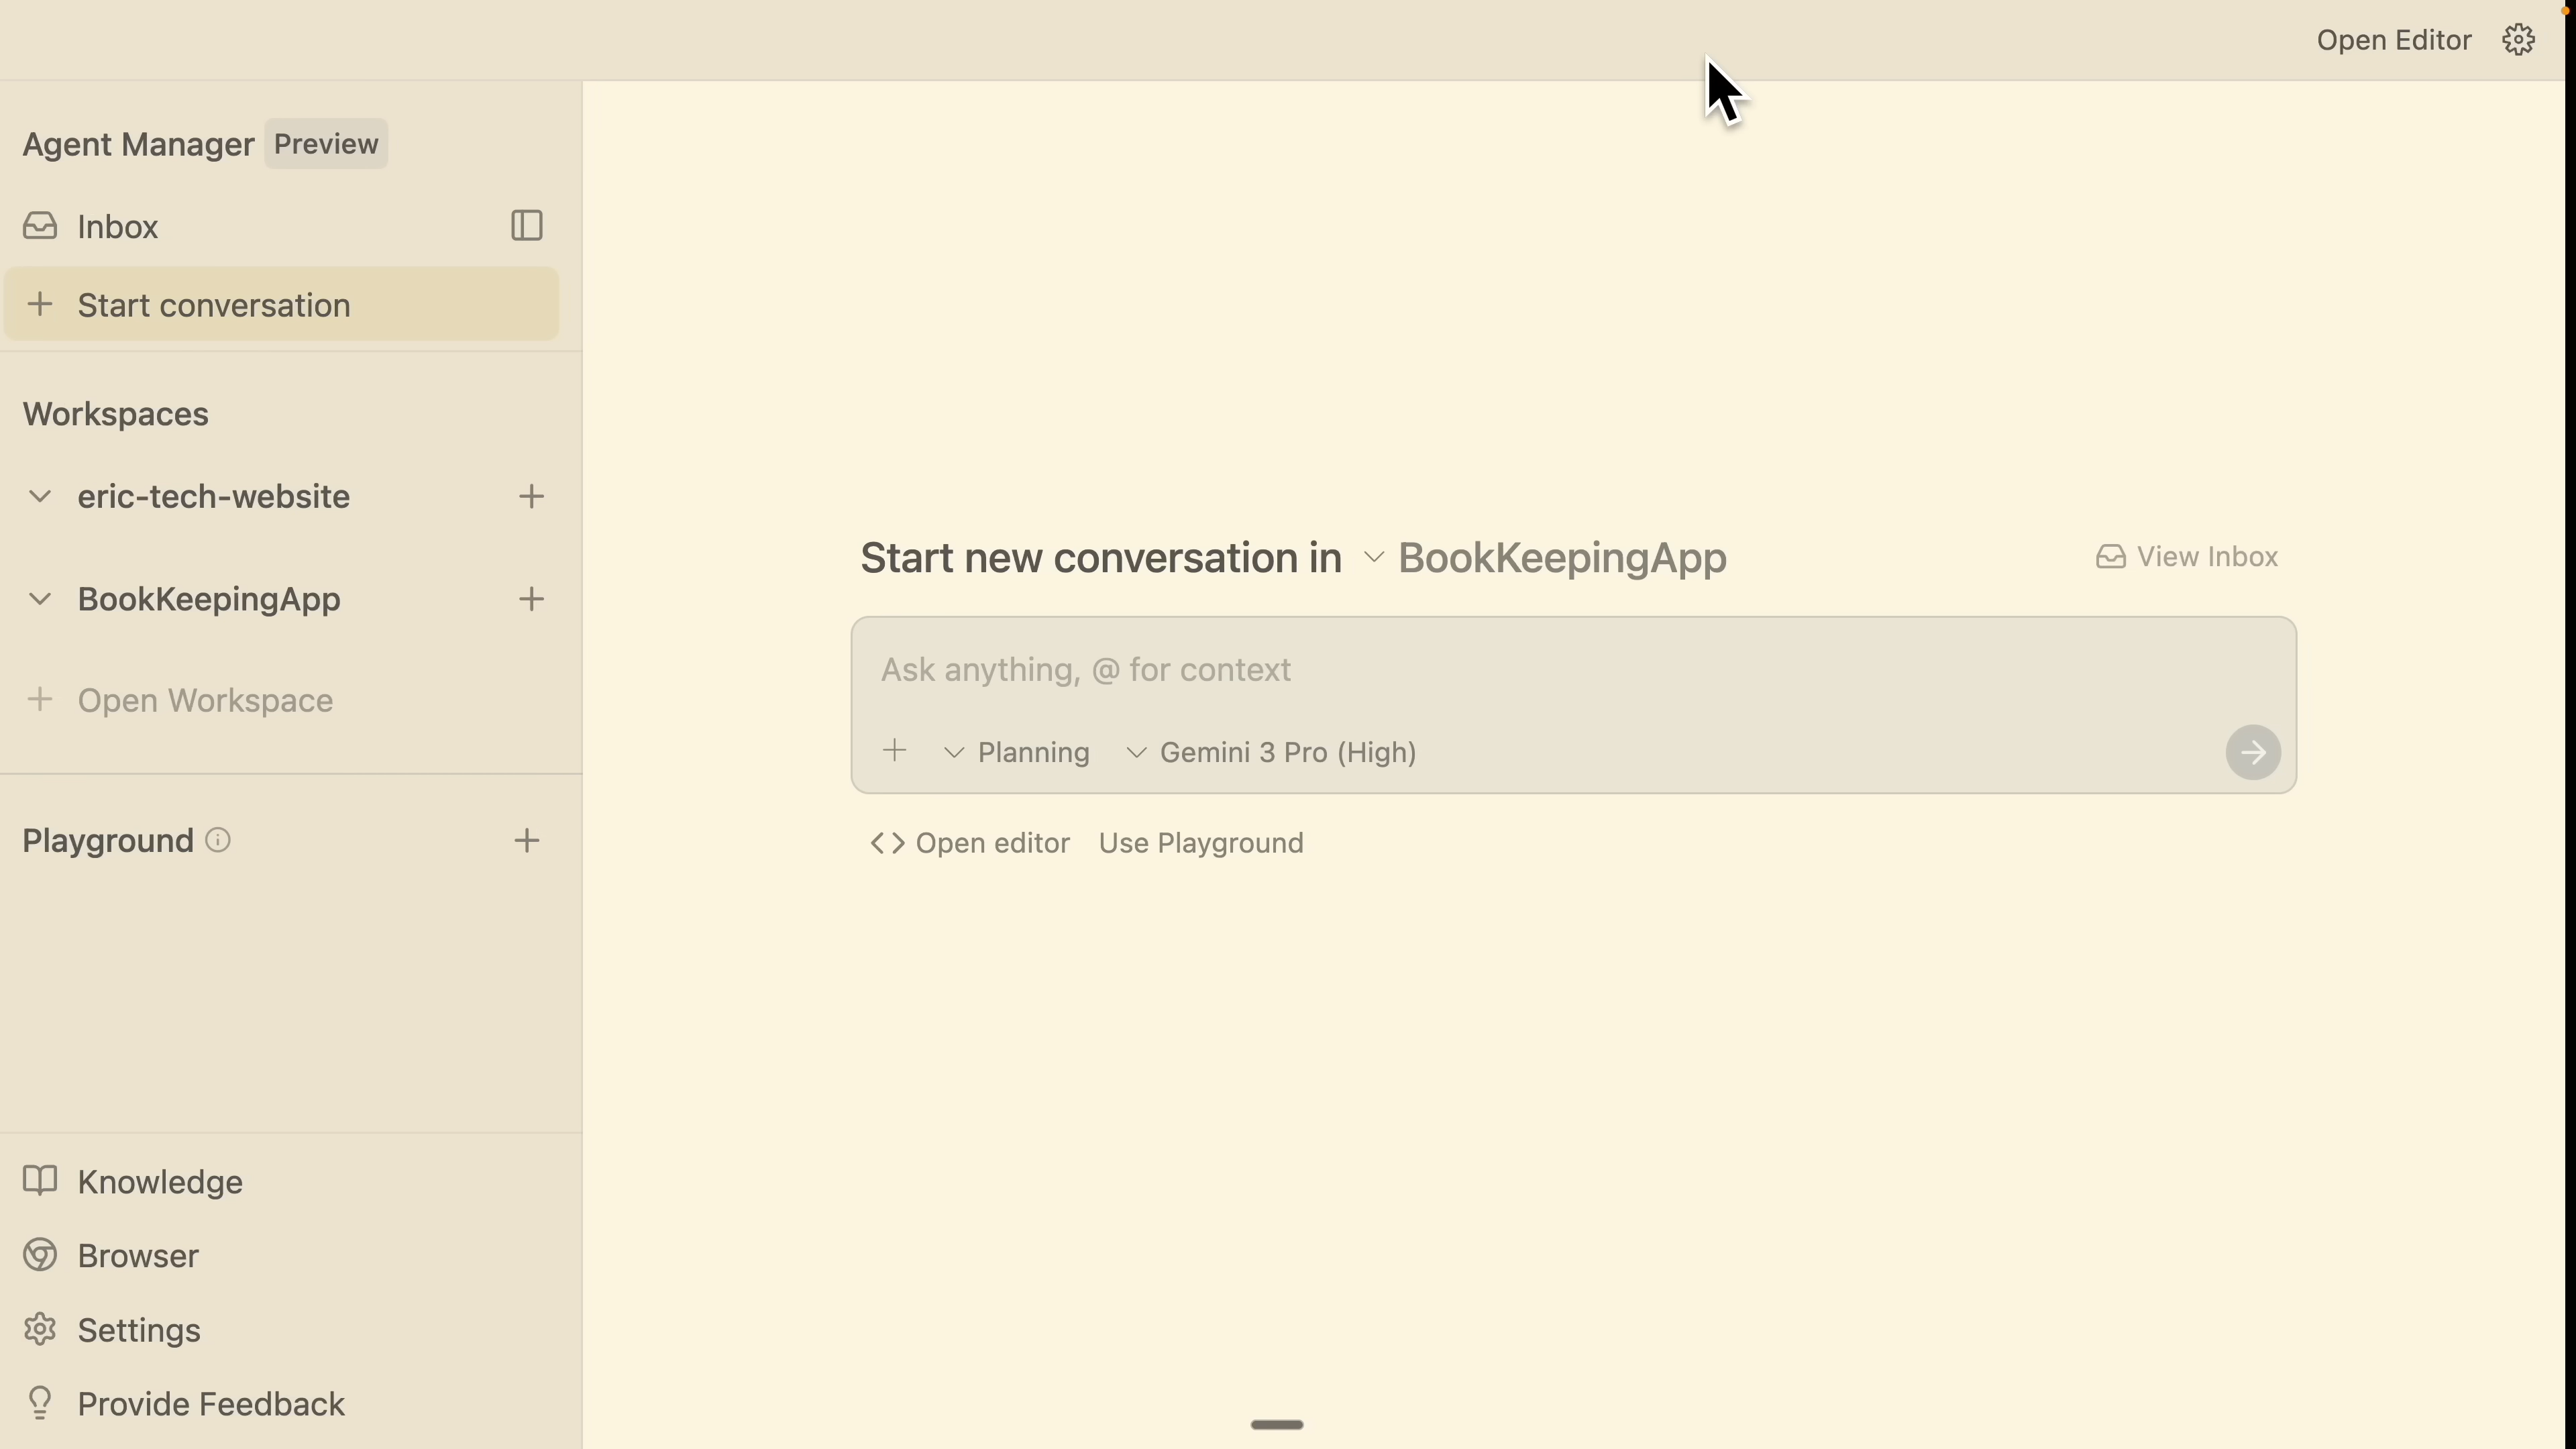 Open Editor
Agent Manager Preview
Inbox
Start conversation
Workspaces
eric-tech-website
BookKeepingApp
Open Workspace
Playground
Knowledge
Browser
Settings
Provide Feedback
Start new conversation in BookKeepingApp
View Inbox
Ask anything, @ for context
Planning Gemini 3 Pro (High)
Open editor Use Playground